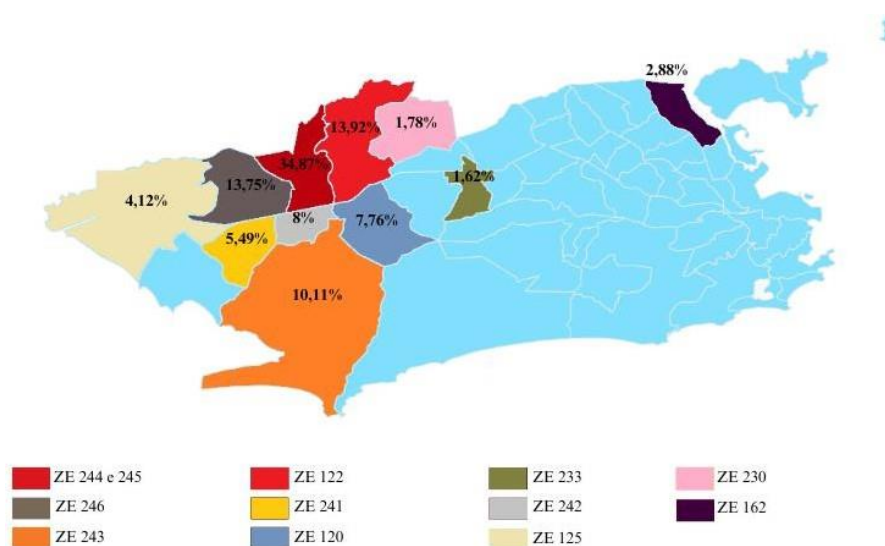 2,88%
13,92%
1,78%
34,87%
1,62%
13,75%
4,12%
8%
7,76%
5,49%
10,11%
ZE 244 e 245
ZE 122
ZE 233
ZE 230
ZE 246
ZE 241
ZE 242
ZE 162
ZE 243
ZE 120
ZE 125